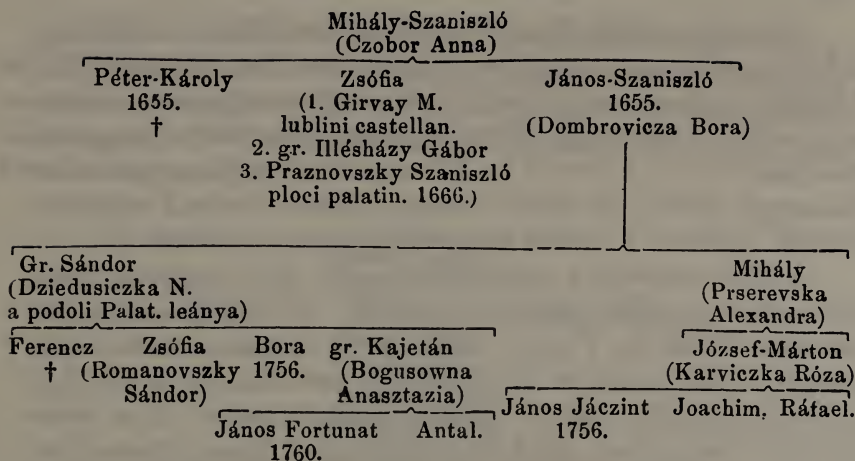 Mihály-Szaniszló
(Czobor Anna)
Péter-Károly
1655.
†
Zsófia
(1. Girvay M.
lublini castellan.
2. gr. Illésházy Gábor
3. Praznovszky Szaniszló
ploci palatin. 1666.)
János-Szaniszló
1655.
(Dombrovicza Bora)
Gr. Sándor
(Dziedusiczka N.
a podoli Palat. leánya)
Mihály
(Prserevska
Alexandra)
Ferencz
†
Zsófia
(Romanovszky
Sándor)
Bora
1756.
gr. Kajetán
(Bogusowna
Anasztazia)
József-Márton
(Karviczka Róza)
János Fortunat
1760.
Antal.
János Jáczint
1756.
Joachim, Ráfael.